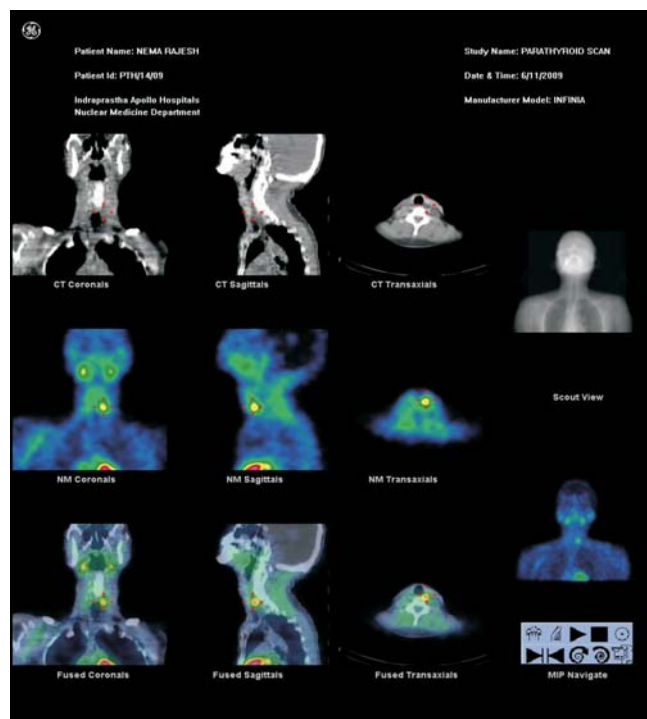 Patient Name: NEMA RAJESH
Study Name: PARATHYROID SCAN
Patient Id: PTH/14/09
Date & Time: 6/11/2009
Indraprastha Apollo Hospitals
Nuclear Medicine Department
Manufacturer Model: INFINIA
CT Coronals
CT Sagittals
CT Transaxials
Scout View
NM Coronals
NM Sagittals
NM Transaxials
Fused Coronals
Fused Sagittals
Fused Transaxials
MIP Navigate